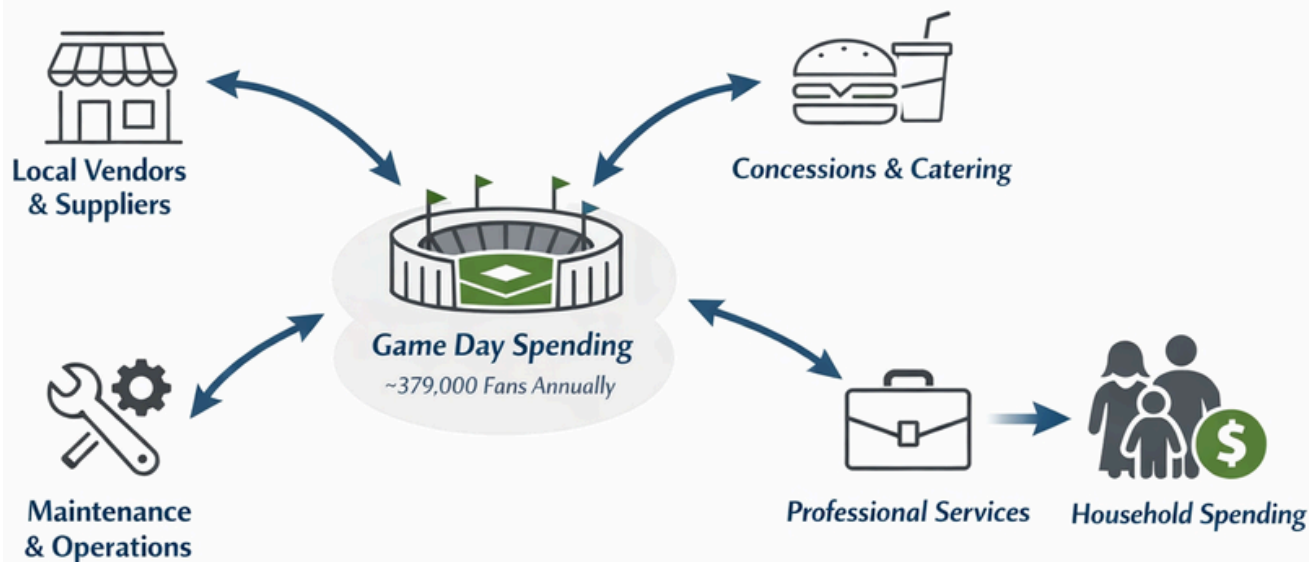 Local Vendors
& Suppliers
Concessions & Catering
Game Day Spending
~379,000 Fans Annually
$
Maintenance
& Operations
Professional Services
Household Spending